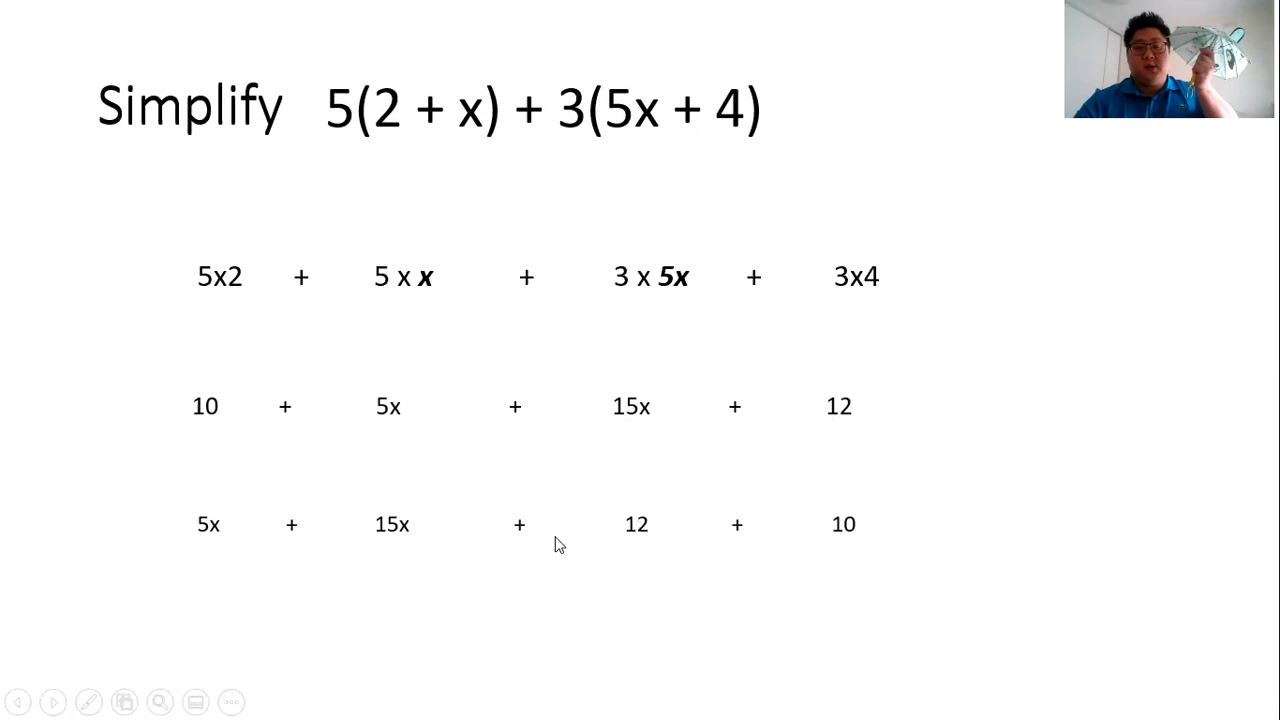 Simplify 5(2 + x) + 3(5x + 4)
5x2 + 5 x x + 3 x 5x + 3x4
10 + 5x + 15x + 12
5x + 15x + 12 + 10